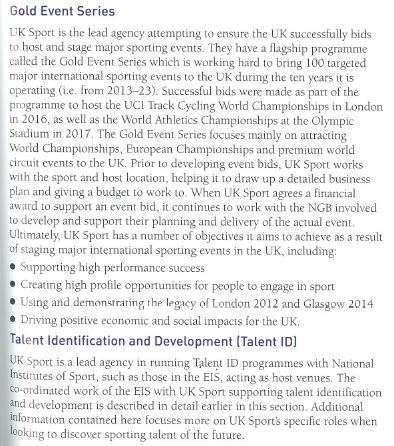 Gold Event Series
UK Sport is the lead agency attempting to ensure the UK successfully bids
to host and stage major sporting events. They have a flagship programme
called the Gold Event Series which is working hard to bring 100 targeted
major international sporting events to the UK during the ten years it is
operating (i.e. from 2013–23). Successful bids were made as part of the
programme to host the UCI Track Cycling World Championships in London
in 2016, as well as the World Athletics Championships at the Olympic
Stadium in 2017. The Gold Event Series focuses mainly on attracting
World Championships, European Championships and premium world
circuit events to the UK. Prior to developing event bids, UK Sport works
with the sport and host location, helping it to draw up a detailed business
plan and giving a budget to work to. When UK Sport agrees a financial
award to support an event bid, it continues to work with the NGB involved
to develop and support their planning and delivery of the actual event.
Ultimately, UK Sport has a number of objectives it aims to achieve as a result
of staging major international sporting events in the UK, including:
• Supporting high performance success
• Creating high profile opportunities for people to engage in sport
• Using and demonstrating the legacy of London 2012 and Glasgow 2014
• Driving positive economic and social impacts for the UK.
Talent Identification and Development (Talent ID)
UK Sport is a lead agency in running Talent ID programmes with National
Institutes of Sport, such as those in the EIS, acting as host venues. The
co-ordinated work of the EIS with UK Sport supporting talent identification
and development is described in detail earlier in this section. Additional
information contained here focuses more on UK Sport's specific roles when
looking to discover sporting talent of the future.